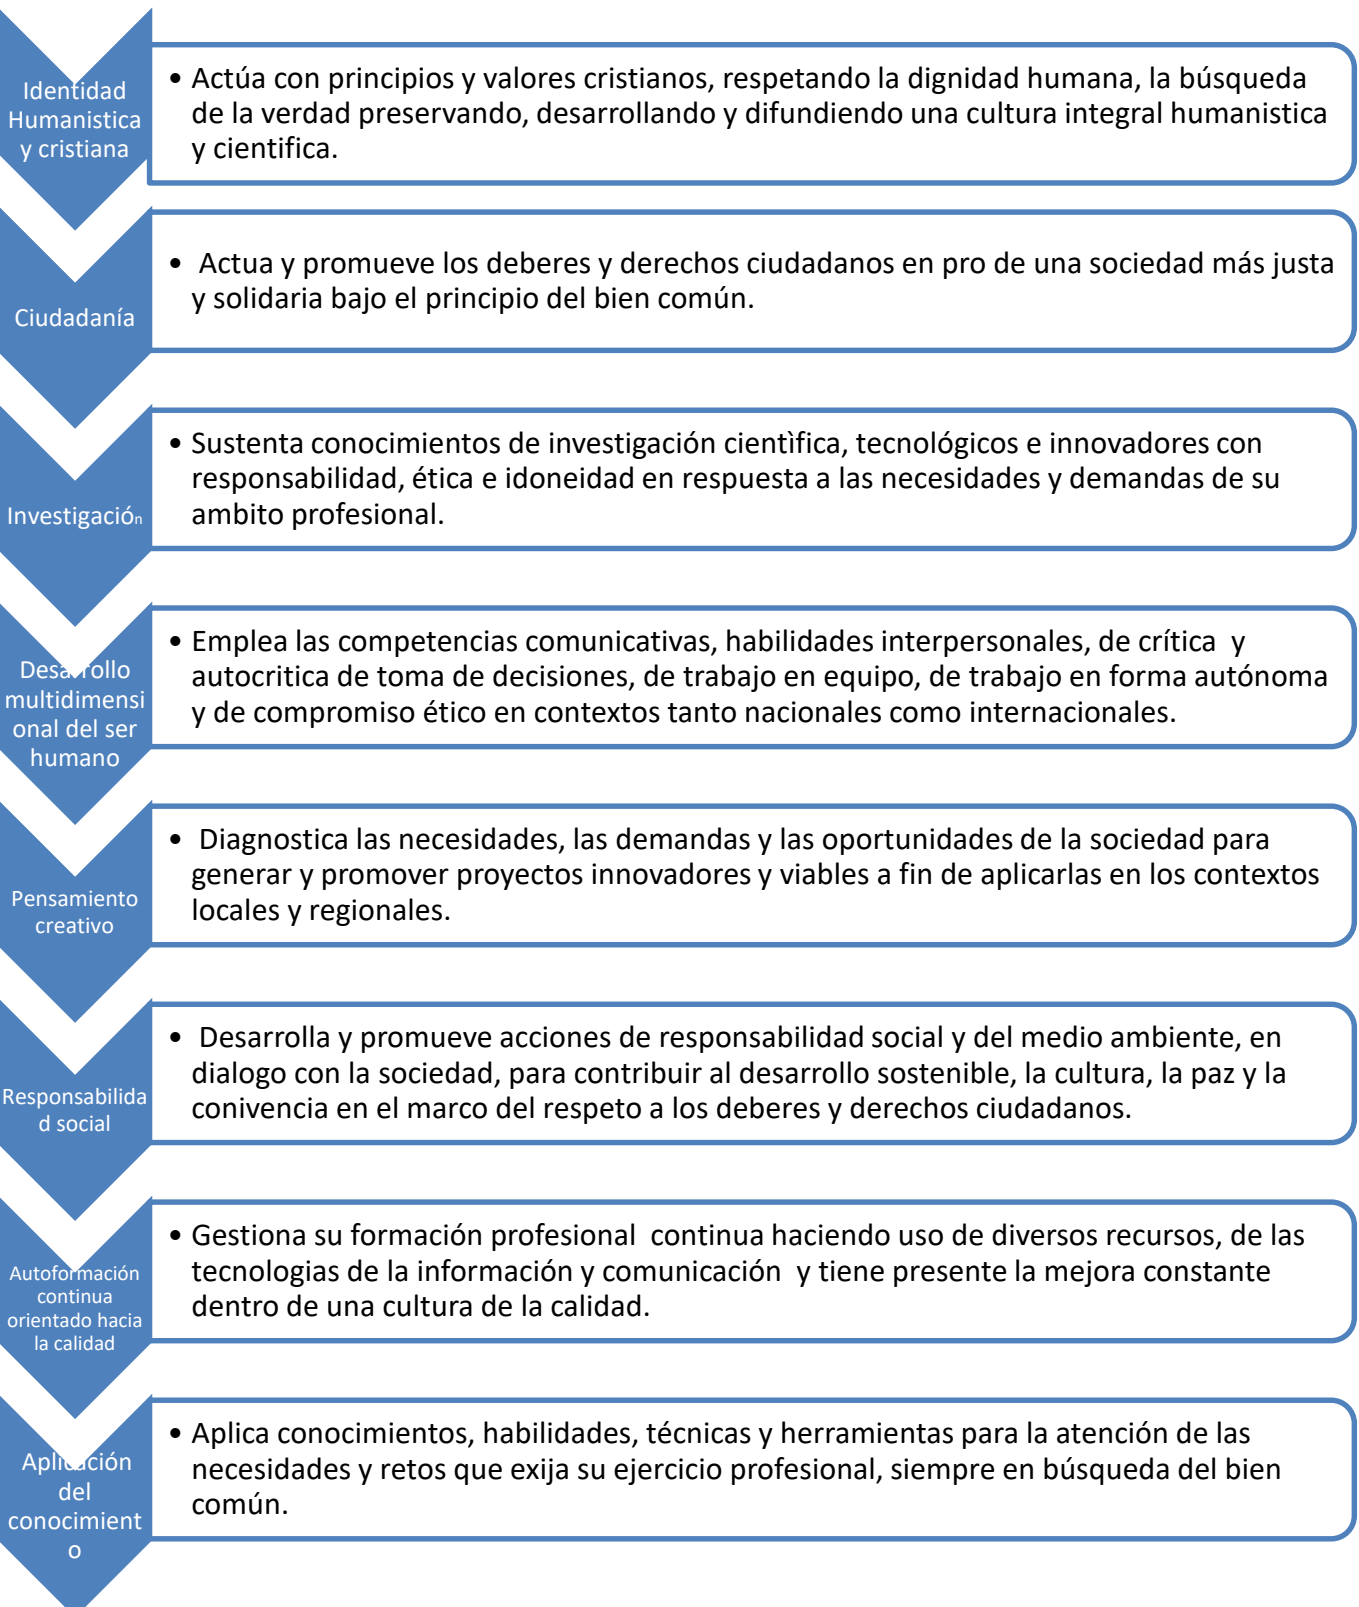 Identidad
Humanistica
y cristiana
• Actúa con principios y valores cristianos, respetando la dignidad humana, la búsqueda
de la verdad preservando, desarrollando y difundiendo una cultura integral humanistica
y cientifica.
Ciudadanía
• Actua y promueve los deberes y derechos ciudadanos en pro de una sociedad más justa
y solidaria bajo el principio del bien común.
Investigación
• Sustenta conocimientos de investigación cientìfica, tecnológicos e innovadores con
responsabilidad, ética e idoneidad en respuesta a las necesidades y demandas de su
ambito profesional.
Desarrollo
multidimensi
onal del ser
humano
• Emplea las competencias comunicativas, habilidades interpersonales, de crítica y
autocritica de toma de decisiones, de trabajo en equipo, de trabajo en forma autónoma
y de compromiso ético en contextos tanto nacionales como internacionales.
Pensamiento
creativo
• Diagnostica las necesidades, las demandas y las oportunidades de la sociedad para
generar y promover proyectos innovadores y viables a fin de aplicarlas en los contextos
locales y regionales.
Responsabilida
d social
• Desarrolla y promueve acciones de responsabilidad social y del medio ambiente, en
dialogo con la sociedad, para contribuir al desarrollo sostenible, la cultura, la paz y la
conivencia en el marco del respeto a los deberes y derechos ciudadanos.
Autoformación
continua
orientado hacia
la calidad
• Gestiona su formación profesional continua haciendo uso de diversos recursos, de las
tecnologias de la información y comunicación y tiene presente la mejora constante
dentro de una cultura de la calidad.
Aplicación
del
conocimient
o
• Aplica conocimientos, habilidades, técnicas y herramientas para la atención de las
necesidades y retos que exija su ejercicio profesional, siempre en búsqueda del bien
común.